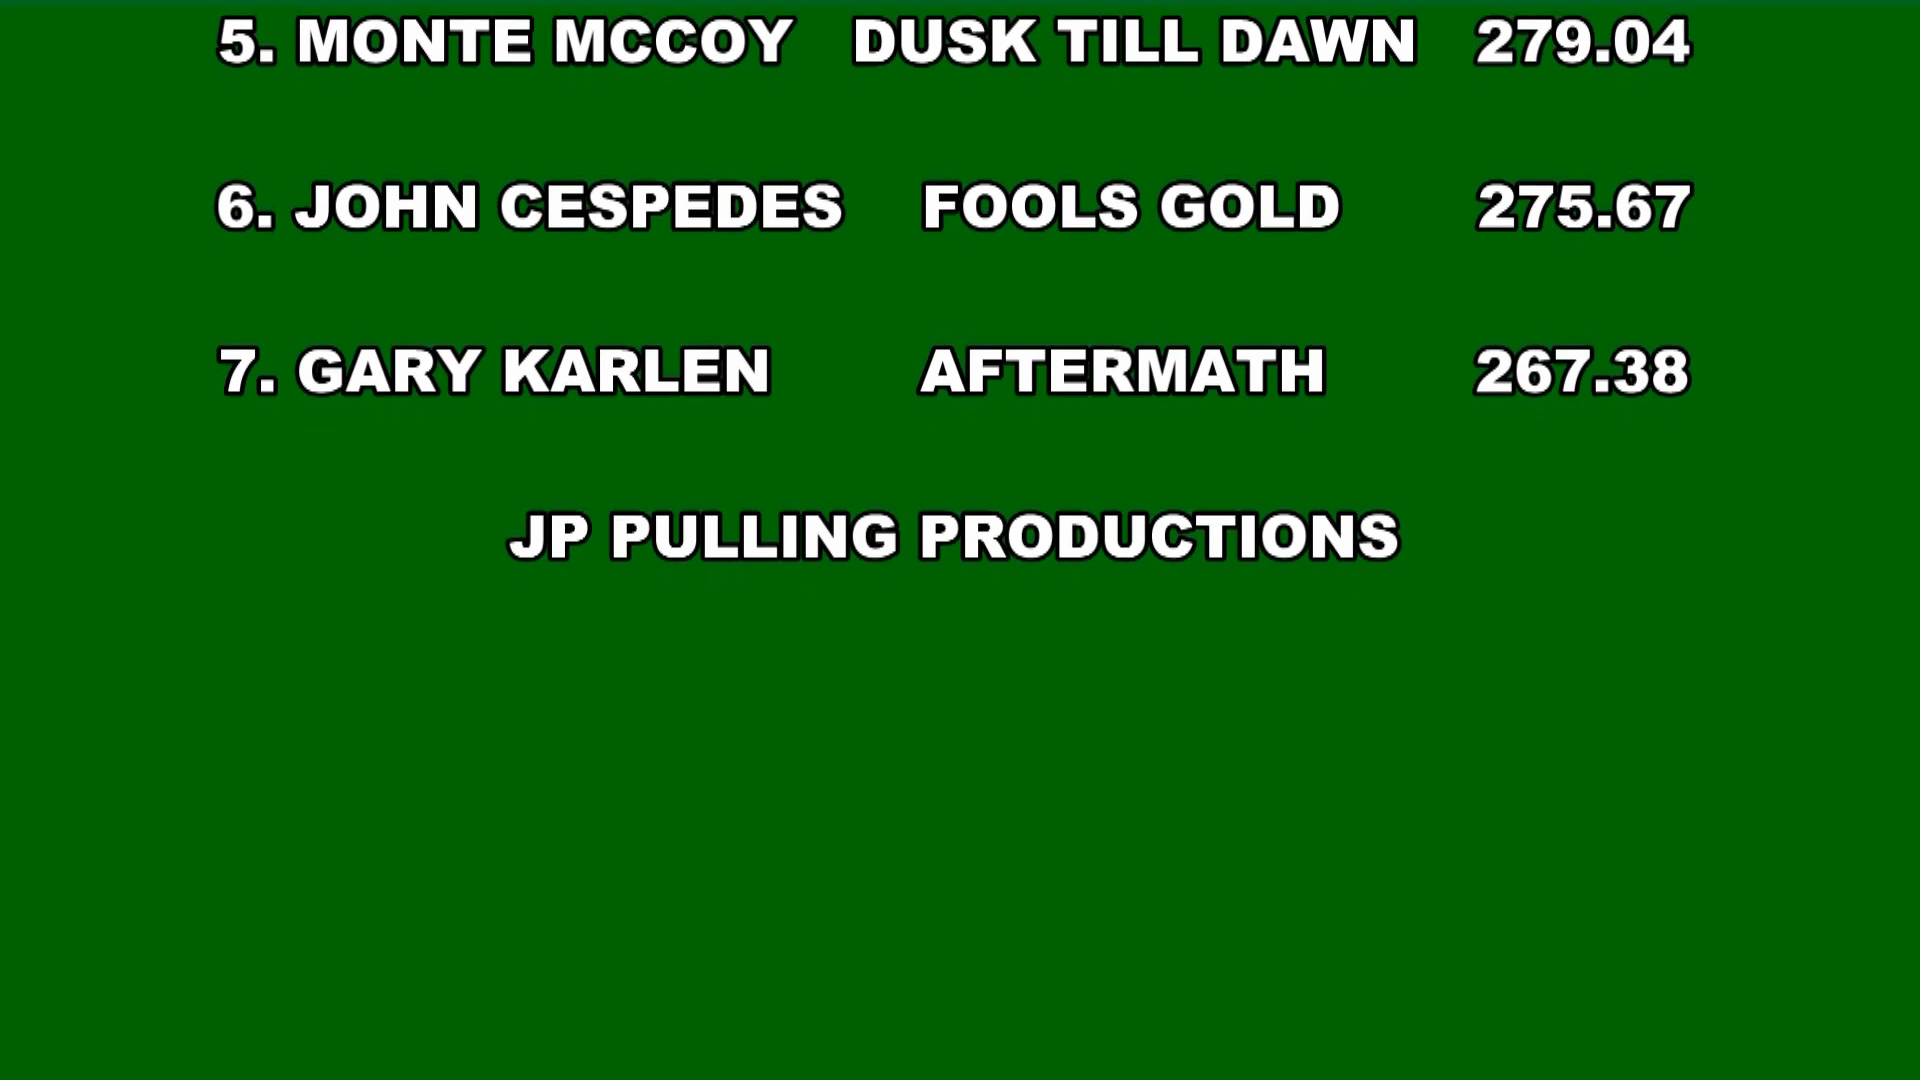 5. MONTE MCCOY DUSK TILL DAWN 279.04
6. JOHN CESPEDES FOOLS GOLD 275.67
7. GARY KARLEN AFTERMATH 267.38
JP PULLING PRODUCTIONS